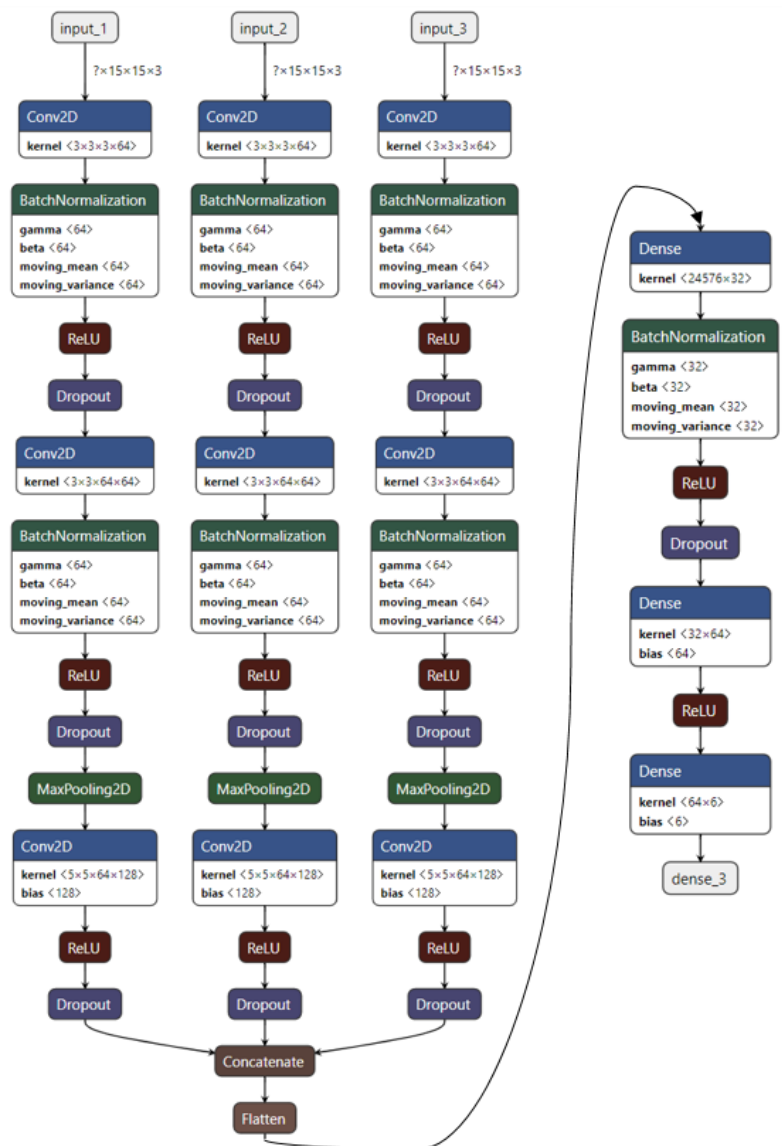 input_1
?×15×15×3
Conv2D
kernel ⟨3×3×3×64⟩
BatchNormalization
gamma ⟨64⟩
beta ⟨64⟩
moving_mean ⟨64⟩
moving_variance ⟨64⟩
ReLU
Dropout
Conv2D
kernel ⟨3×3×64×64⟩
BatchNormalization
gamma ⟨64⟩
beta ⟨64⟩
moving_mean ⟨64⟩
moving_variance ⟨64⟩
ReLU
Dropout
MaxPooling2D
Conv2D
kernel ⟨5×5×64×128⟩
bias ⟨128⟩
ReLU
Dropout
input_2
?×15×15×3
Conv2D
kernel ⟨3×3×3×64⟩
BatchNormalization
gamma ⟨64⟩
beta ⟨64⟩
moving_mean ⟨64⟩
moving_variance ⟨64⟩
ReLU
Dropout
Conv2D
kernel ⟨3×3×64×64⟩
BatchNormalization
gamma ⟨64⟩
beta ⟨64⟩
moving_mean ⟨64⟩
moving_variance ⟨64⟩
ReLU
Dropout
MaxPooling2D
Conv2D
kernel ⟨5×5×64×128⟩
bias ⟨128⟩
ReLU
Dropout
input_3
?×15×15×3
Conv2D
kernel ⟨3×3×3×64⟩
BatchNormalization
gamma ⟨64⟩
beta ⟨64⟩
moving_mean ⟨64⟩
moving_variance ⟨64⟩
ReLU
Dropout
Conv2D
kernel ⟨3×3×64×64⟩
BatchNormalization
gamma ⟨64⟩
beta ⟨64⟩
moving_mean ⟨64⟩
moving_variance ⟨64⟩
ReLU
Dropout
MaxPooling2D
Conv2D
kernel ⟨5×5×64×128⟩
bias ⟨128⟩
ReLU
Dropout
Concatenate
Flatten
Dense
kernel ⟨24576×32⟩
BatchNormalization
gamma ⟨32⟩
beta ⟨32⟩
moving_mean ⟨32⟩
moving_variance ⟨32⟩
ReLU
Dropout
Dense
kernel ⟨32×64⟩
bias ⟨64⟩
ReLU
Dense
kernel ⟨64×6⟩
bias ⟨6⟩
dense_3